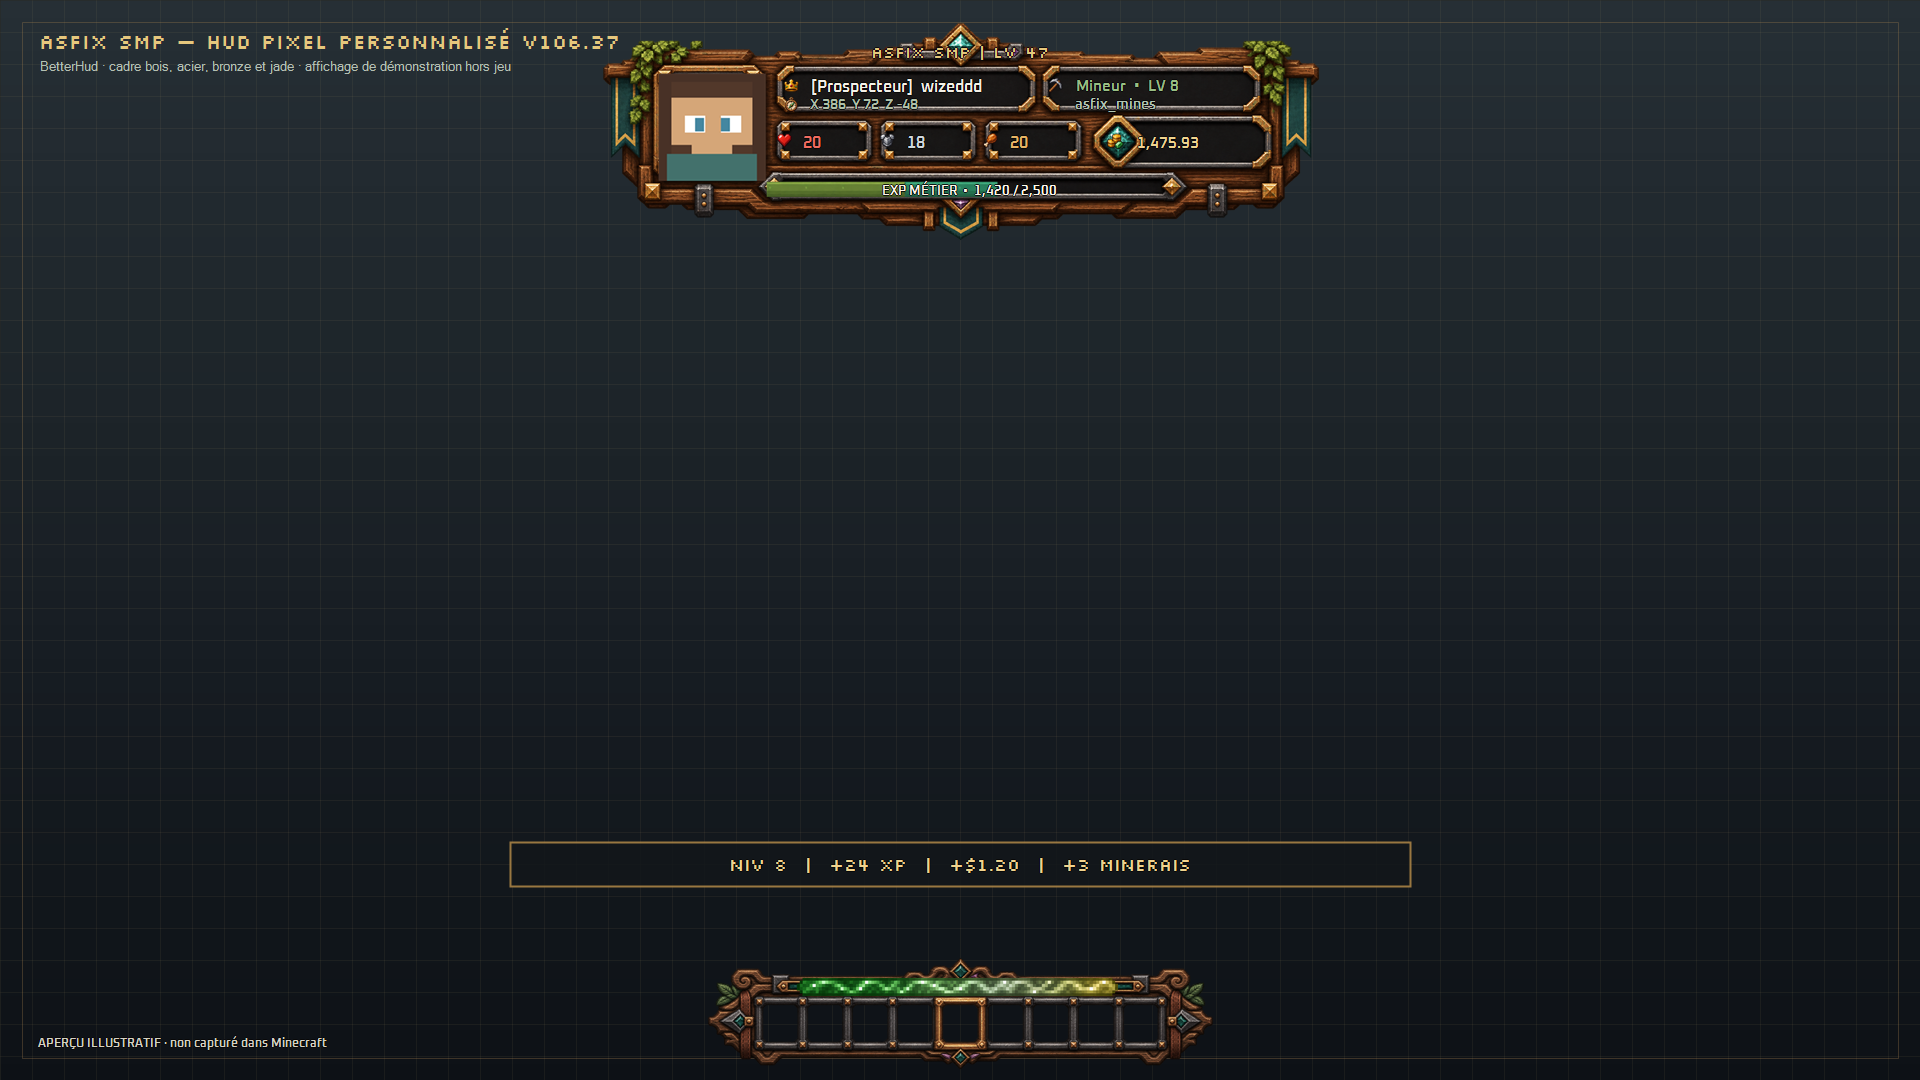 ASFIX SMP — HUD PIXEL PERSONNALISÉ V106.37
BetterHud · cadre bois, acier, bronze et jade · affichage de démonstration hors jeu
ASFIX SMP | LV 47
[Prospecteur] wizeddd
X.386 Y.72 Z.-48
Mineur • LV 8
asfix_mines
20
18
20
1,475.93
EXP MÉTIER • 1,420 / 2,500
NIV 8 | +24 XP | +$1.20 | +3 MINERAIS
APERÇU ILLUSTRATIF · non capturé dans Minecraft